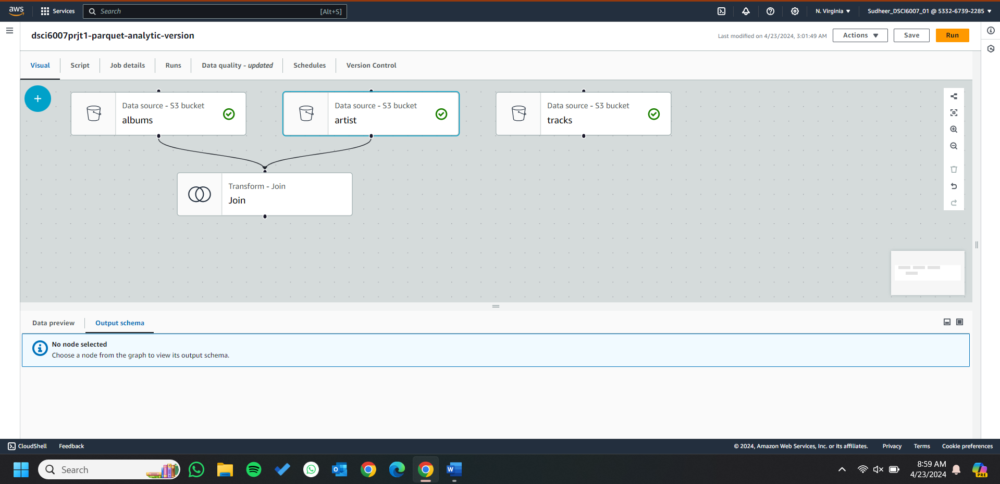 aws
Services
Search
[Alt+S]
N. Virginia
Sudheer_DSCI6007_01 @ 5332-6739-2285
dsci6007prjt1-parquet-analytic-version
Last modified on 4/23/2024, 3:01:49 AM
Actions
Save
Run
Visual
Script
Job details
Runs
Data quality - updated
Schedules
Version Control
+
Data source - S3 bucket
albums
Data source - S3 bucket
artist
Data source - S3 bucket
tracks
Transform - Join
Join
Data preview
Output schema
No node selected
Choose a node from the graph to view its output schema.
CloudShell
Feedback
© 2024, Amazon Web Services, Inc. or its affiliates.
Privacy
Terms
Cookie preferences
Search
8:59 AM
4/23/2024
PRE